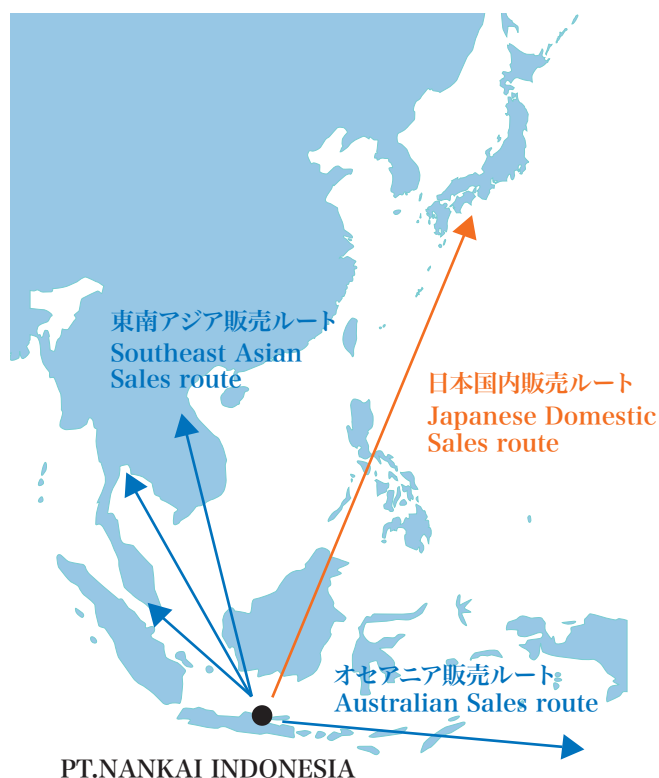 東南アジア販売ルート
Southeast Asian
Sales route
日本国内販売ルート
Japanese Domestic
Sales route
オセアニア販売ルート
Australian Sales route
PT.NANKAI INDONESIA